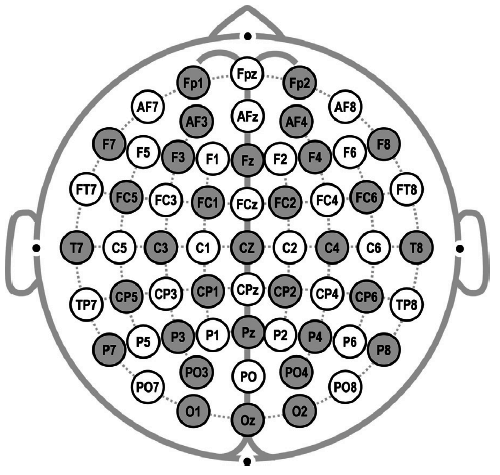 Fp1 Fpz Fp2
AF7 AF3 AFz AF4 AF8
F7 F5 F3 F1 Fz F2 F4 F6 F8
FT7 FC5 FC3 FC1 FCz FC2 FC4 FC6 FT8
T7 C5 C3 C1 CZ C2 C4 C6 T8
TP7 CP5 CP3 CP1 CPz CP2 CP4 CP6 TP8
P7 P5 P3 P1 Pz P2 P4 P6 P8
PO7 PO3 PO PO4 PO8
O1 Oz O2